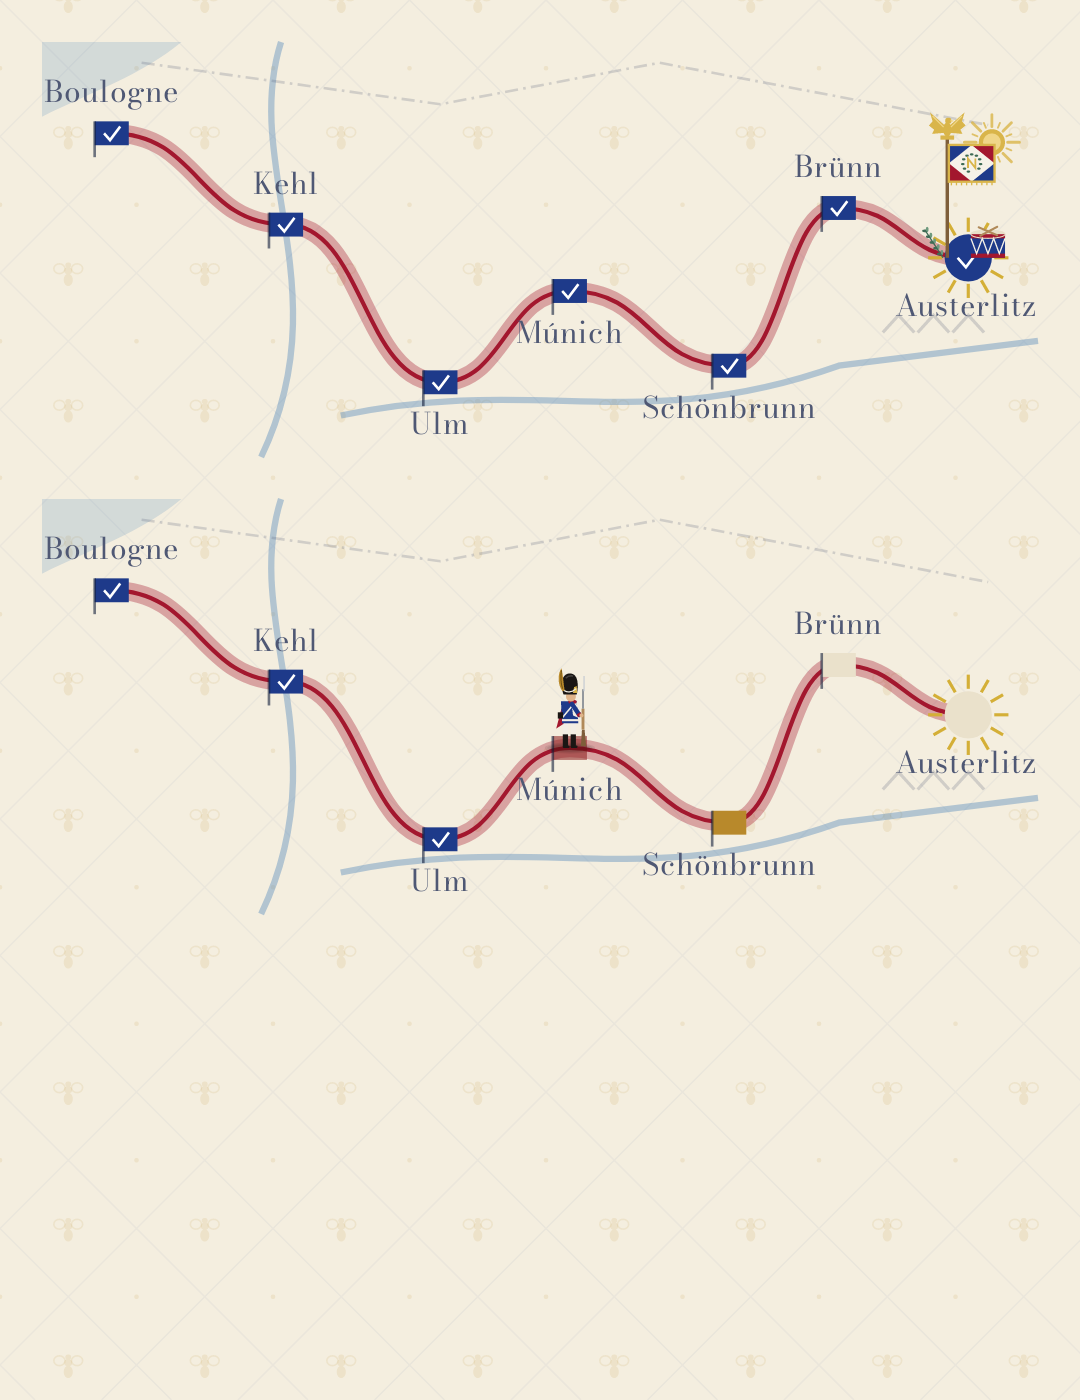 Boulogne
Kehl
Brünn
N
Múnich
Austerlitz
Ulm
Schönbrunn
Boulogne
Kehl
Brünn
Múnich
Austerlitz
Ulm
Schönbrunn